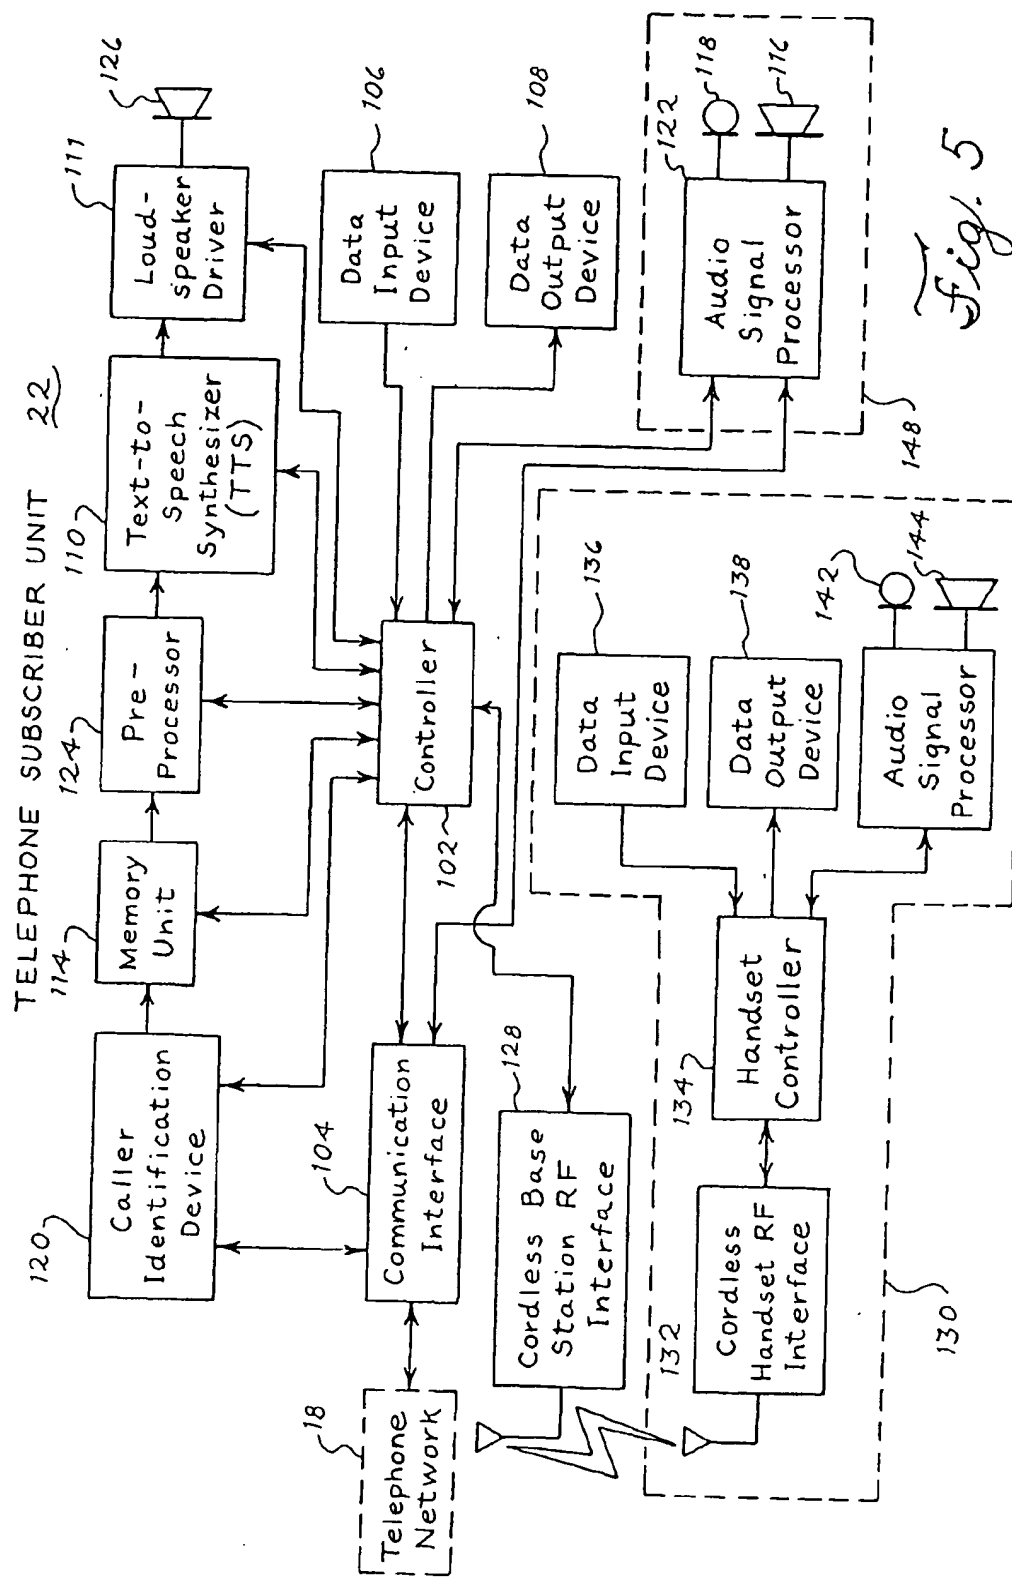 TELEPHONE SUBSCRIBER UNIT 22
120
Caller
Identification
Device
114
Memory
Unit
124
Pre-
Processor
110
Text-to-
Speech
Synthesizer
(TTS)
111
Loud-
speaker
Driver
126
18
Telephone
Network
104
Communication
Interface
Controller
102
Data
Input
Device
106
Data
Output
Device
108
128
Cordless Base
Station RF
Interface
Audio
Signal
Processor
122
118
116
148
132
Cordless
Handset RF
Interface
134
Handset
Controller
Data
Input
Device
136
Data
Output
Device
138
Audio
Signal
Processor
142
144
130
Fig. 5